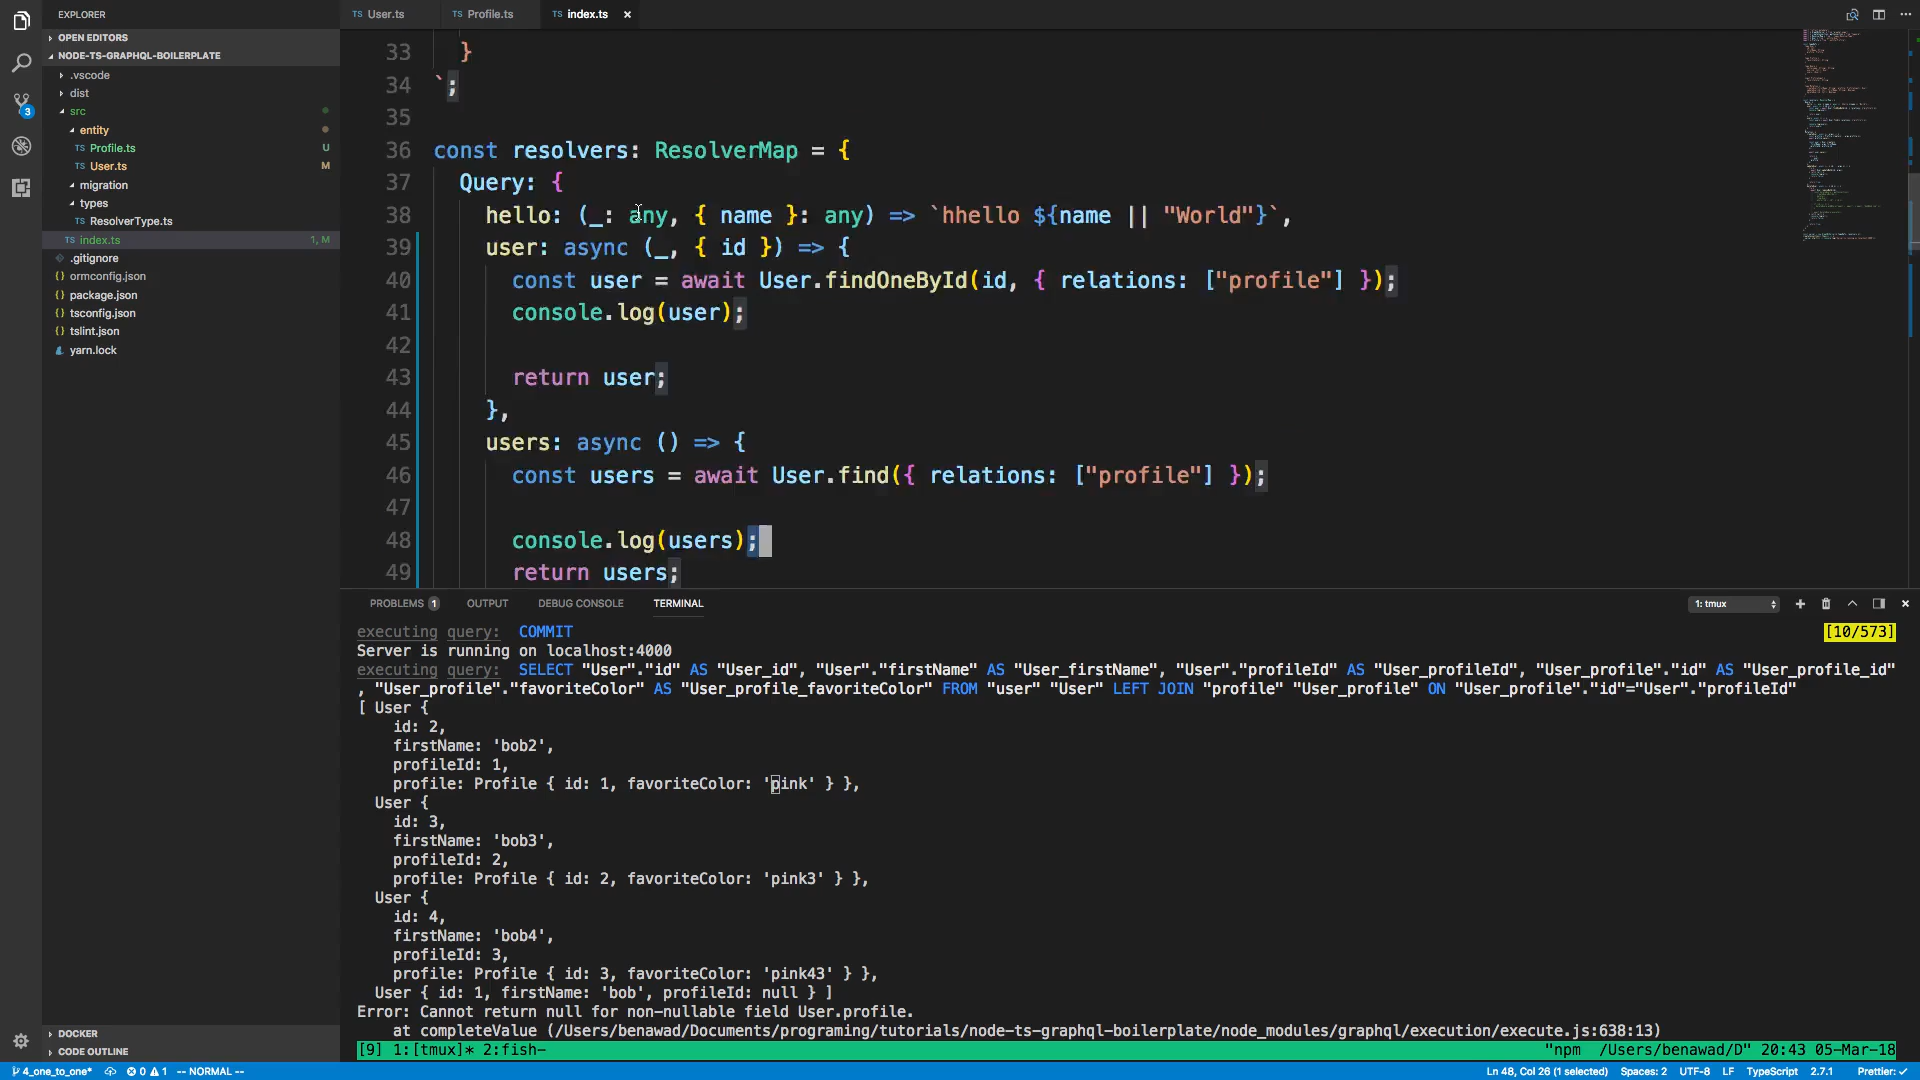 EXPLORER
OPEN EDITORS
NODE-TS-GRAPHQL-BOILERPLATE
.vscode
dist
src
entity
TS Profile.ts U
TS User.ts M
migration
types
TS ResolverType.ts
TS index.ts 1, M
.gitignore
ormconfig.json
package.json
tsconfig.json
tslint.json
yarn.lock
DOCKER
CODE OUTLINE
3
TS User.ts TS Profile.ts TS index.ts
33 }
34 `;
35
36 const resolvers: ResolverMap = {
37 Query: {
38 hello: (_: any, { name }: any) => `hhello ${name || "World"}`,
39 user: async (_, { id }) => {
40 const user = await User.findOneById(id, { relations: ["profile"] });
41 console.log(user);
42
43 return user;
44 },
45 users: async () => {
46 const users = await User.find({ relations: ["profile"] });
47
48 console.log(users);
49 return users;
PROBLEMS 1 OUTPUT DEBUG CONSOLE TERMINAL 1: tmux
executing query: COMMIT [10/573]
Server is running on localhost:4000
executing query: SELECT "User"."id" AS "User_id", "User"."firstName" AS "User_firstName", "User"."profileId" AS "User_profileId", "User_profile"."id" AS "User_profile_id"
, "User_profile"."favoriteColor" AS "User_profile_favoriteColor" FROM "user" "User" LEFT JOIN "profile" "User_profile" ON "User_profile"."id"="User"."profileId"
[ User {
id: 2,
firstName: 'bob2',
profileId: 1,
profile: Profile { id: 1, favoriteColor: 'pink' } },
User {
id: 3,
firstName: 'bob3',
profileId: 2,
profile: Profile { id: 2, favoriteColor: 'pink3' } },
User {
id: 4,
firstName: 'bob4',
profileId: 3,
profile: Profile { id: 3, favoriteColor: 'pink43' } },
User { id: 1, firstName: 'bob', profileId: null } ]
Error: Cannot return null for non-nullable field User.profile.
at completeValue (/Users/benawad/Documents/programing/tutorials/node-ts-graphql-boilerplate/node_modules/graphql/execution/execute.js:638:13)
[9] 1:[tmux]* 2:fish- "npm /Users/benawad/D" 20:43 05-Mar-18
4_one_to_one* 0 1 -- NORMAL -- Ln 48, Col 26 (1 selected) Spaces: 2 UTF-8 LF TypeScript 2.7.1 Prettier: ✓